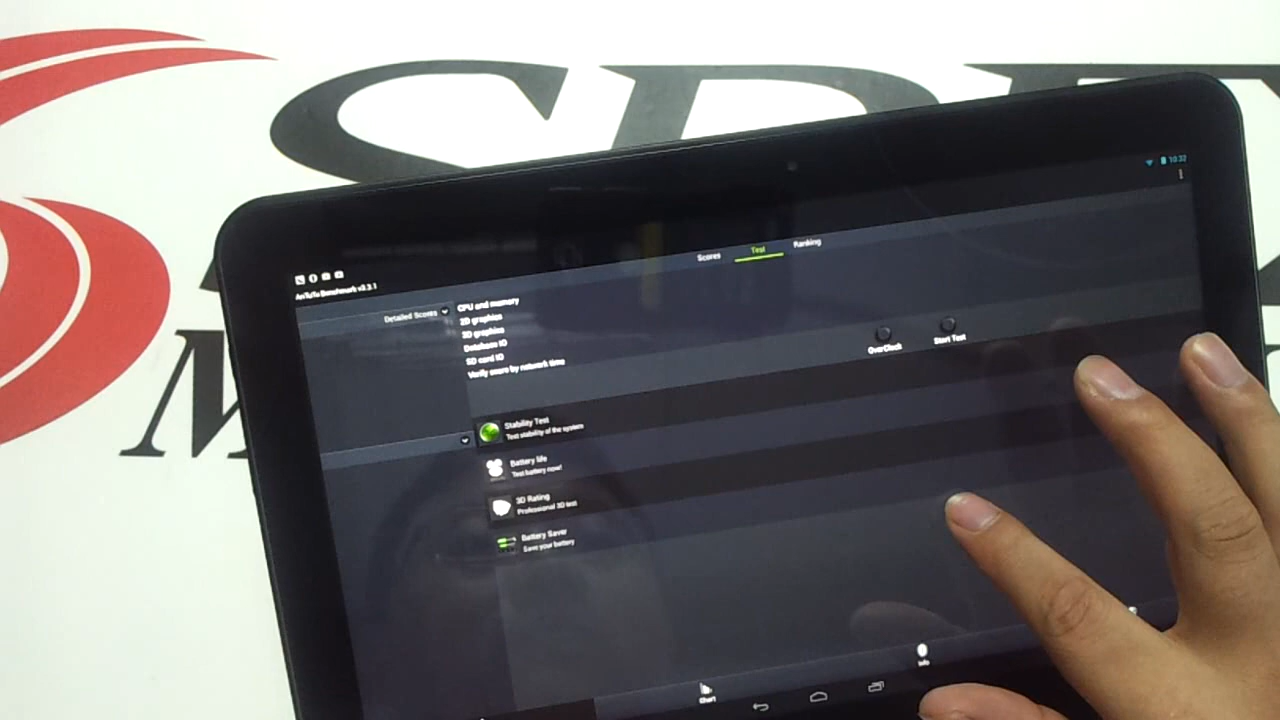 10:32
AnTuTu Benchmark v3.3.1
Scores Test Ranking
Detailed Scores
CPU and memory
2D graphics
3D graphics
Database IO
SD card IO
Verify score by network time
OverClock
Start Test
Stability Test
Test stability of the system
Battery life
Test battery now!
3D Rating
Professional 3D test
Battery Saver
Save your battery
Chart
Info